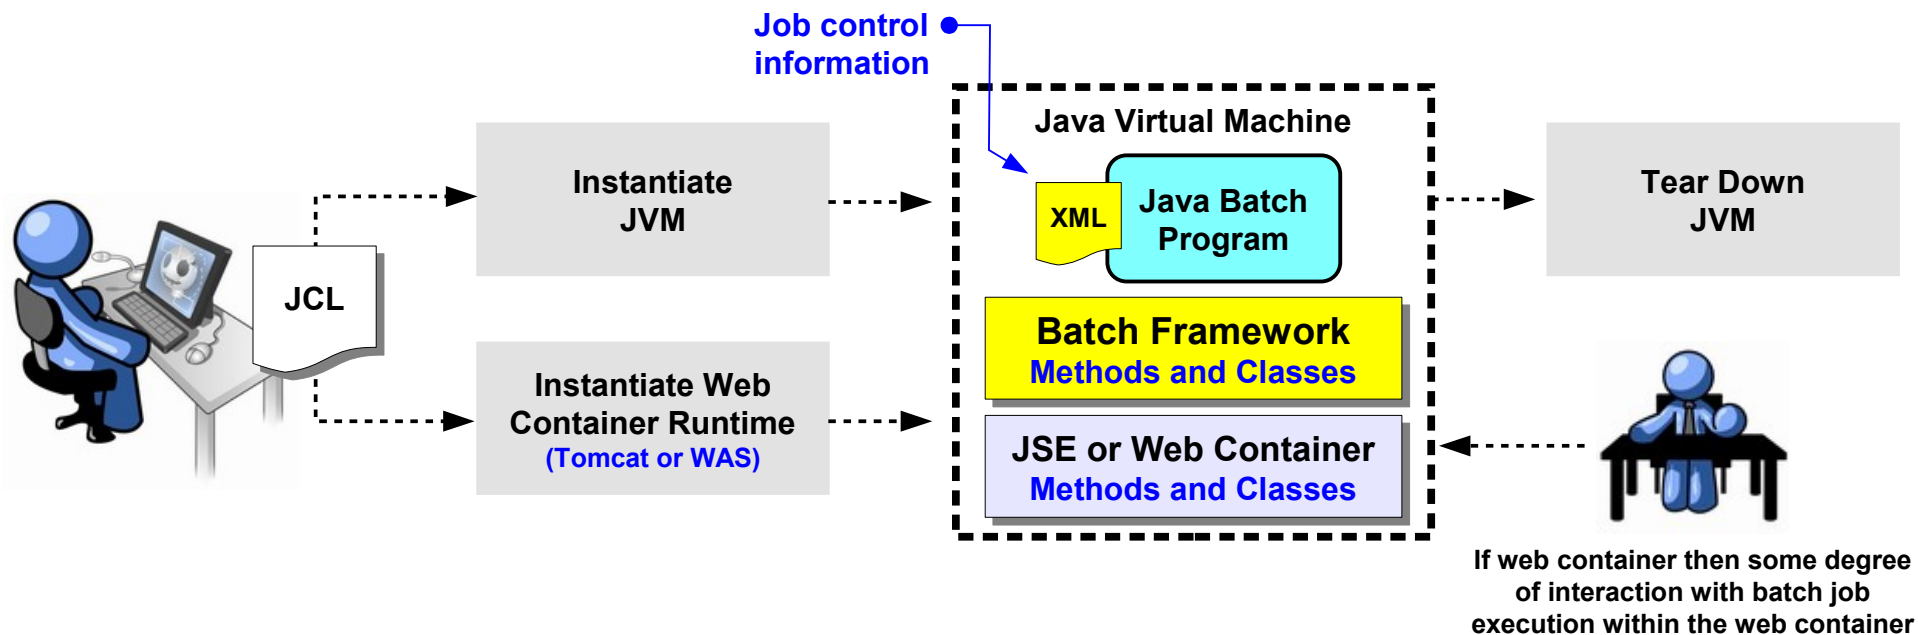 Job control
information
Java Virtual Machine
Instantiate
JVM
XML
Java Batch
Program
Tear Down
JVM
JCL
Batch Framework
Methods and Classes
Instantiate Web
Container Runtime
(Tomcat or WAS)
JSE or Web Container
Methods and Classes
If web container then some degree
of interaction with batch job
execution within the web container